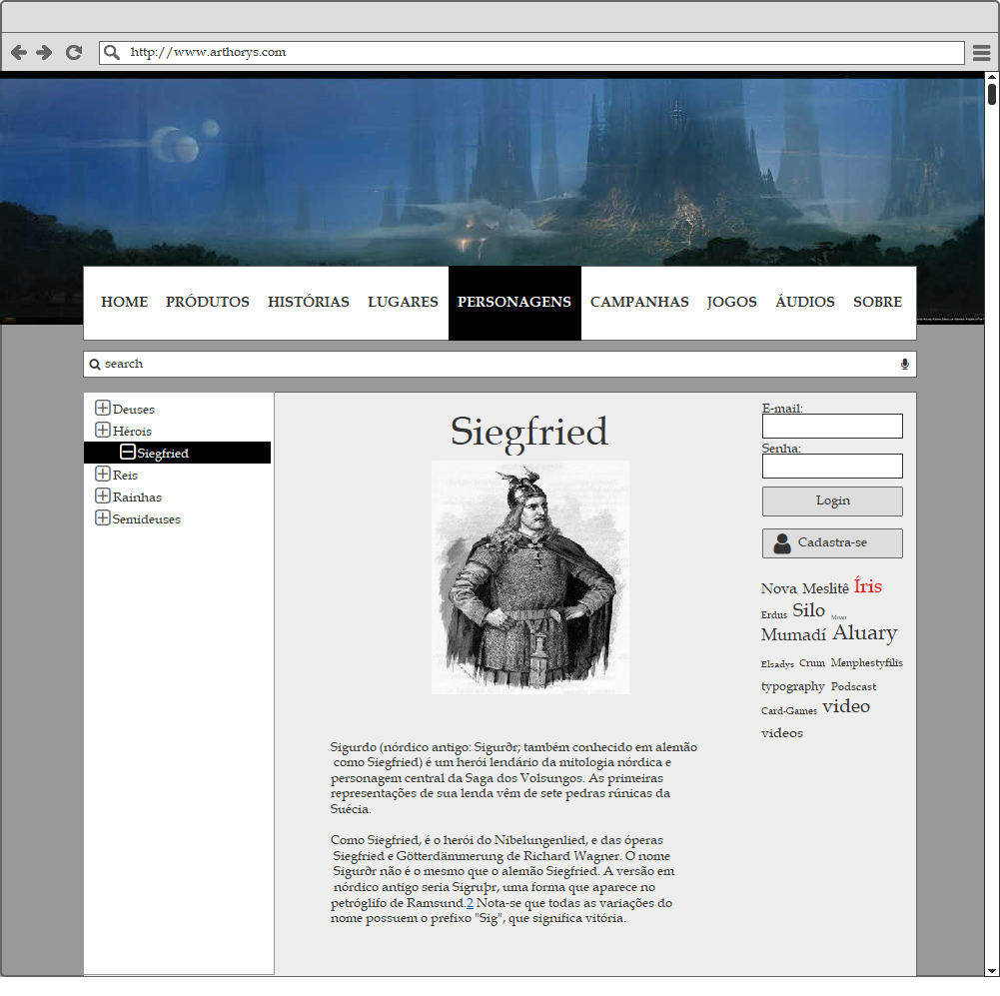 http://www.arthorys.com
HOME PRÓDUTOS HISTÓRIAS LUGARES PERSONAGENS CAMPANHAS JOGOS ÁUDIOS SOBRE
search
Deuses
Hérois
Siegfried
Reis
Rainhas
Semideuses
Siegfried
Sigurdo (nórdico antigo: Sigurðr; também conhecido em alemão
como Siegfried) é um herói lendário da mitologia nórdica e
personagem central da Saga dos Volsungos. As primeiras
representações de sua lenda vêm de sete pedras rúnicas da
Suécia.
Como Siegfried, é o herói do Nibelungenlied, e das óperas
Siegfried e Götterdämmerung de Richard Wagner. O nome
Sigurðr não é o mesmo que o alemão Siegfried. A versão em
nórdico antigo seria Sigruþr, uma forma que aparece no
petróglifo de Ramsund.2 Nota-se que todas as variações do
nome possuem o prefixo "Sig", que significa vitória.
E-mail:
Senha:
Login
Cadastra-se
Nova Meslitê Íris
Erdus Silo
Mumadí Aluary
Elsadys Crum Menphestyfilis
typography Podscast
Card-Games video
videos